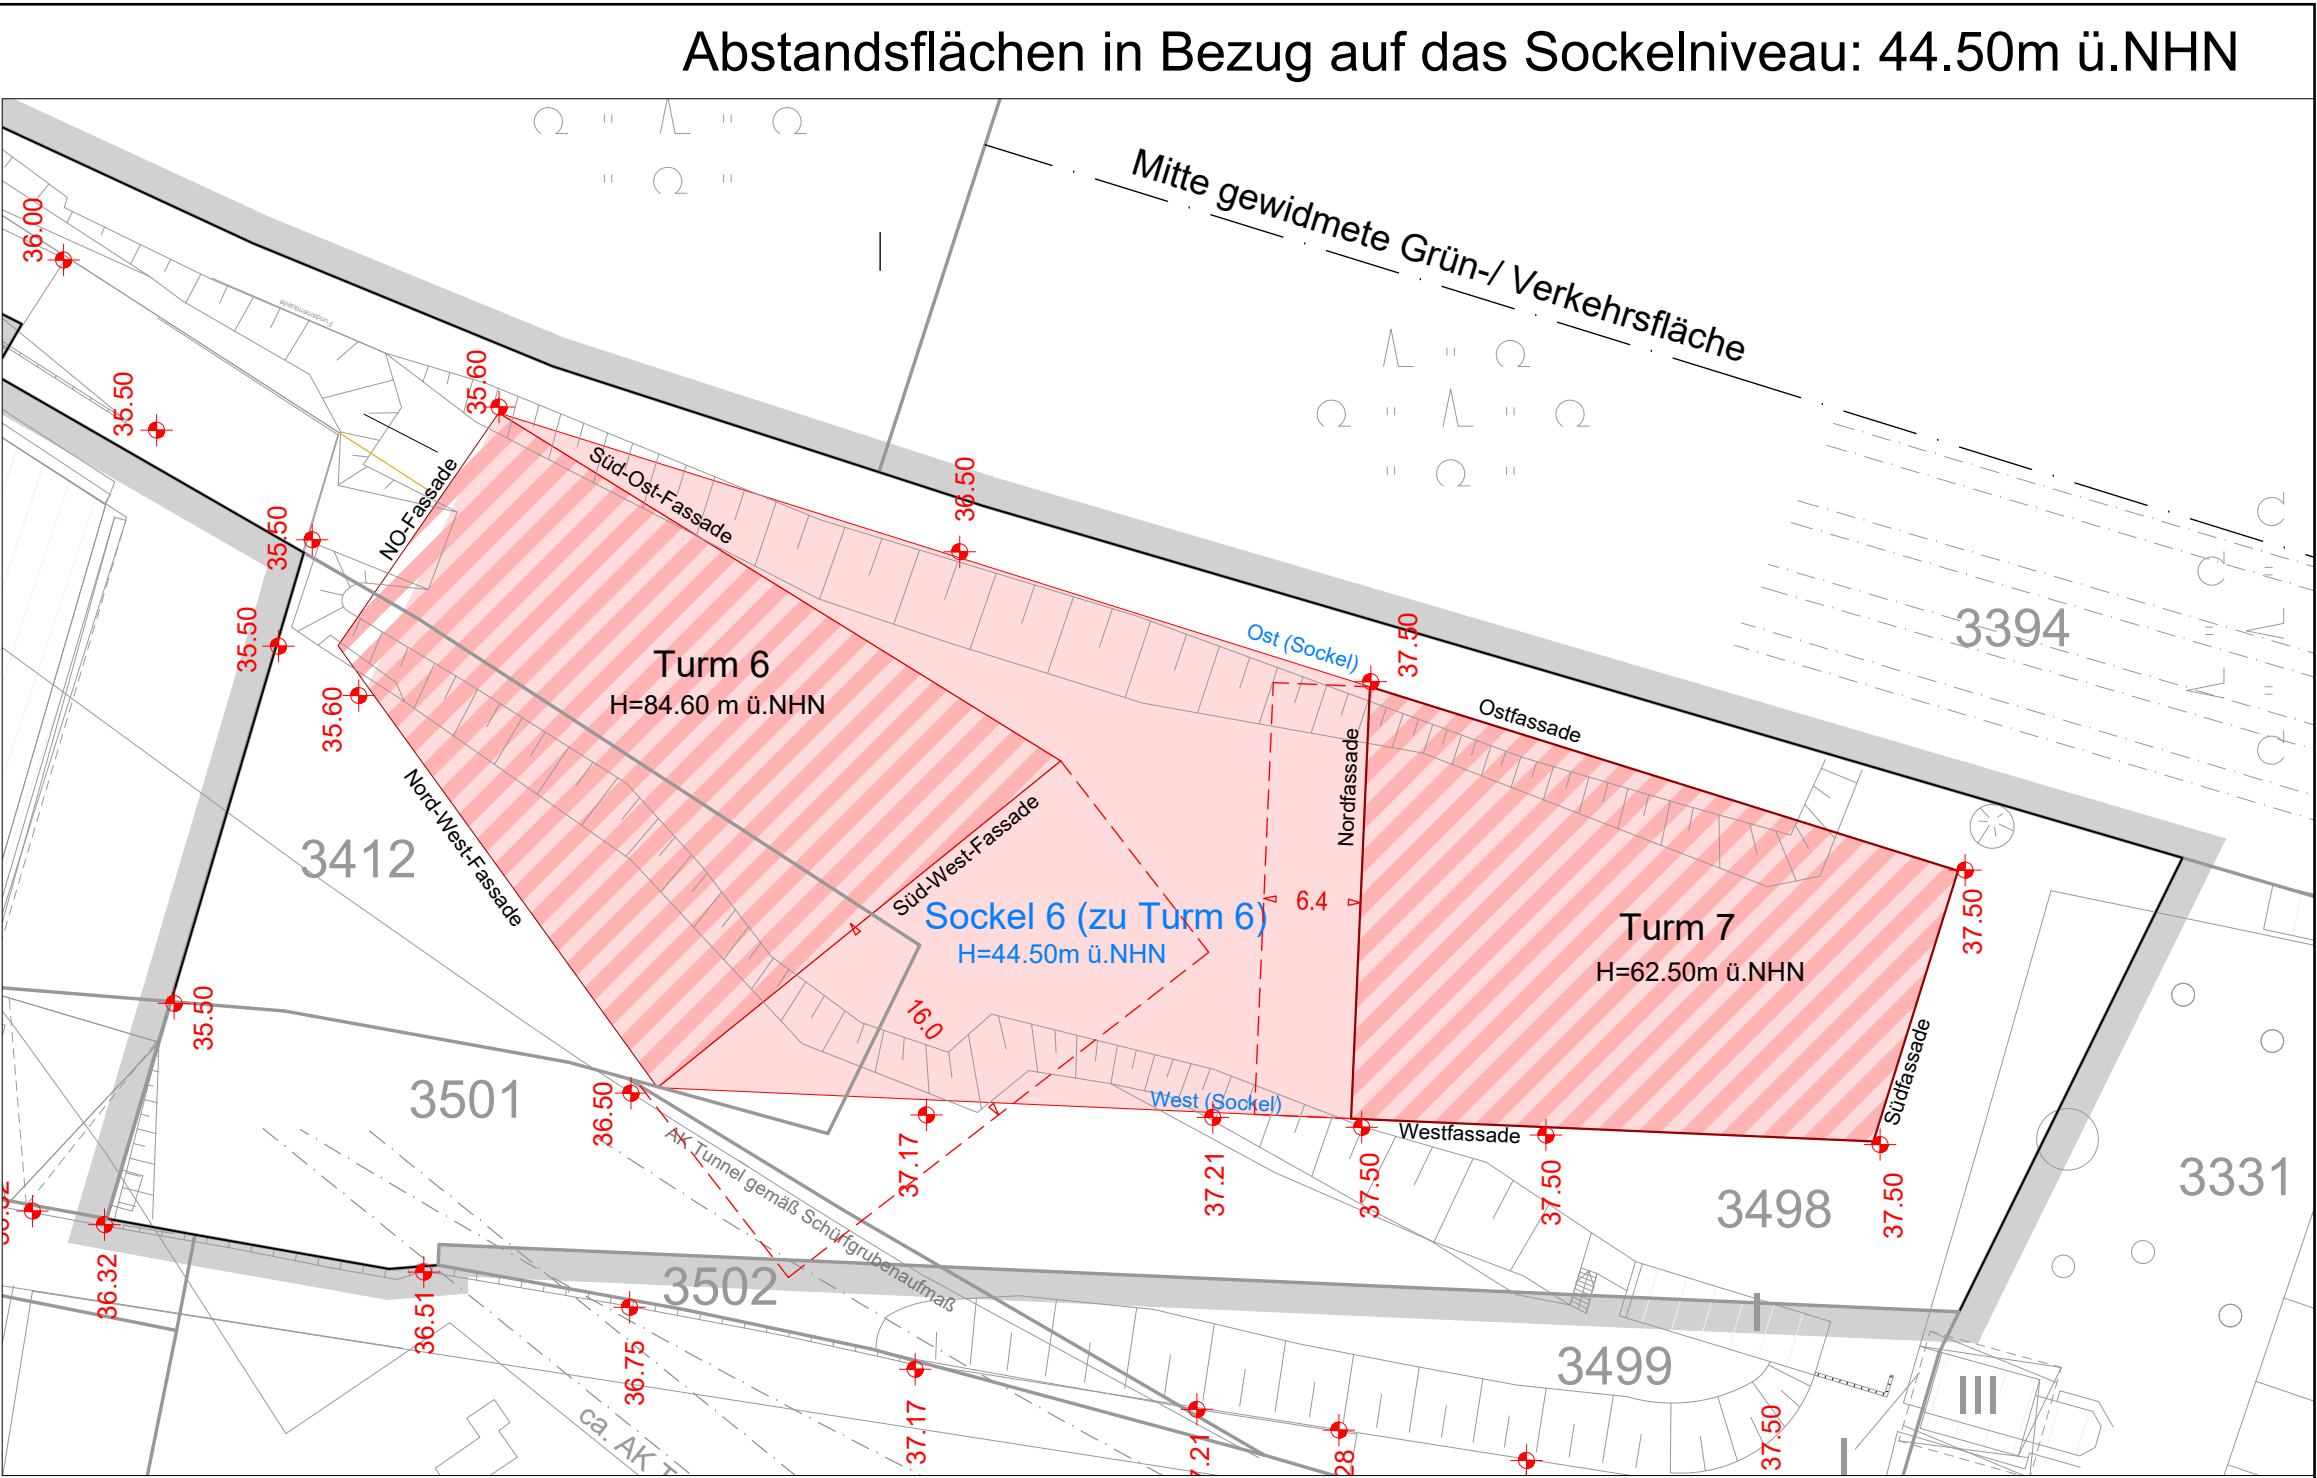 Abstandsflächen in Bezug auf das Sockelniveau: 44.50m ü.NHN
Mitte gewidmete Grün-/ Verkehrsfläche
36.00
Fundamentkante
35.50
35.60
36.50
35.50
NO-Fassade
Süd-Ost-Fassade
35.50
35.60
Turm 6
H=84.60 m ü.NHN
Ost (Sockel)
37.50
3394
Ostfassade
Nordfassade
Nord-West-Fassade
3412
Süd-West-Fassade
Sockel 6 (zu Turm 6)
H=44.50m ü.NHN
6.4
Turm 7
H=62.50m ü.NHN
37.50
35.50
16.0
Südfassade
3501
36.50
West (Sockel)
Westfassade
AK Tunnel gemäß Schürfgrubenaufmaß
37.17
37.21
37.50
37.50
37.50
3498
3331
36.32
36.51
3502
36.75
37.17
3499
37.50
ca. AK